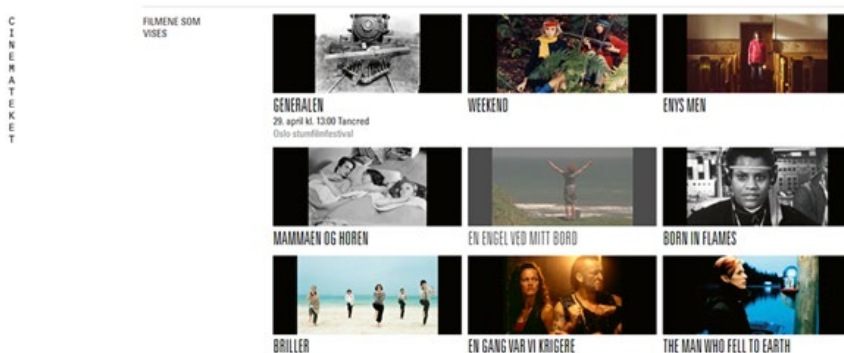 CINEMATEKET
FILMENE SOM
VISES
GENERALEN
29. april kl. 13:00 Tancred
Oslo stumfilmfestival
WEEKEND
ENYS MEN
MAMMAEN OG HOREN
EN ENGEL VED MITT BORD
BORN IN FLAMES
BRILLER
EN GANG VAR VI KRIGERE
THE MAN WHO FELL TO EARTH